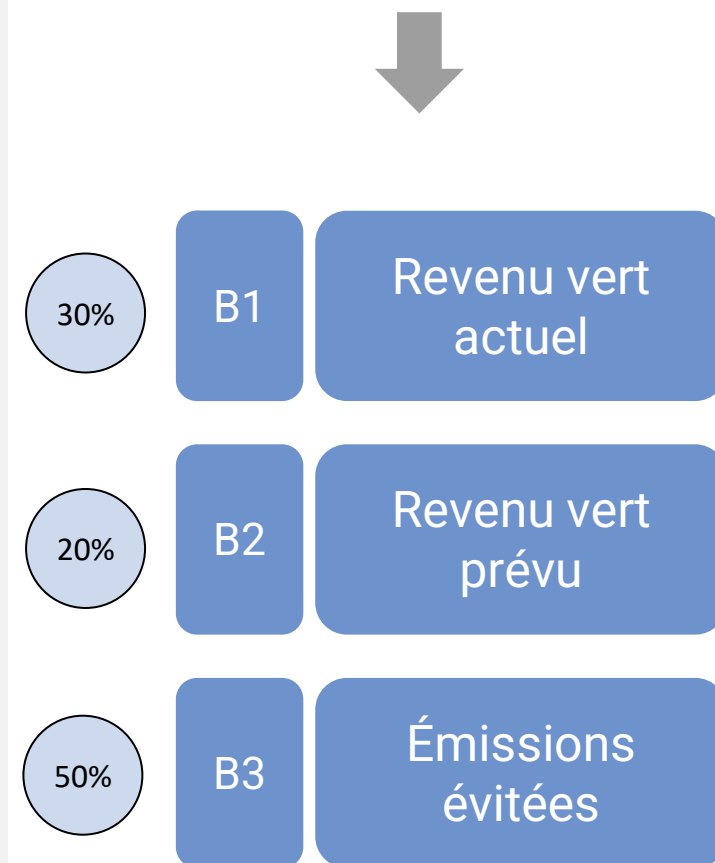 30%
B1
Revenu vert
actuel
20%
B2
Revenu vert
prévu
50%
B3
Émissions
évitées